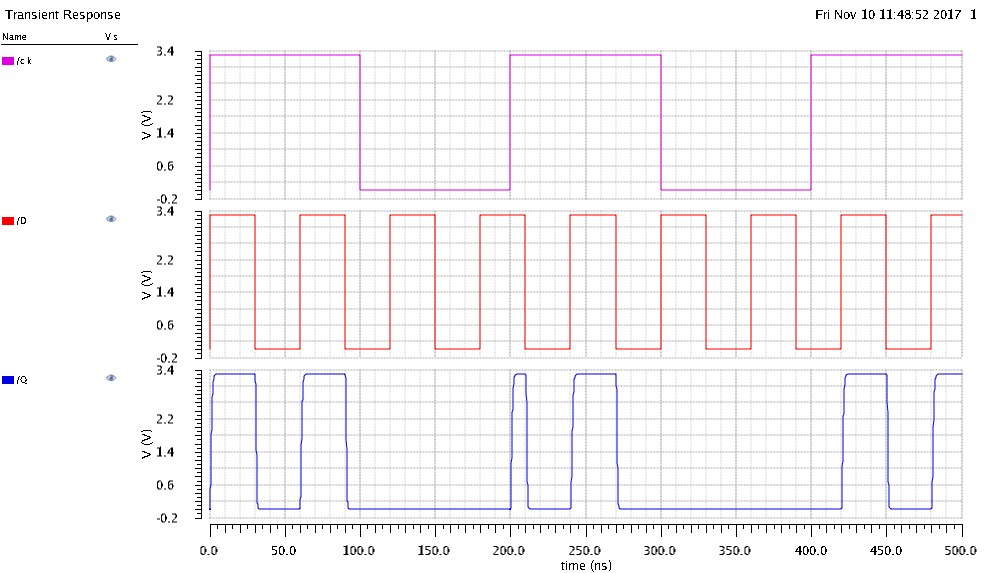 Transient Response
Fri Nov 10 11:48:52 2017 1
Name Vs
/ck
3.4
2.2
1.4
0.6
-0.2
V (V)
/D
3.4
2.2
1.4
0.6
-0.2
V (V)
/Q
3.4
2.2
1.4
0.6
-0.2
V (V)
0.0 50.0 100.0 150.0 200.0 250.0 300.0 350.0 400.0 450.0 500.0
time (ns)